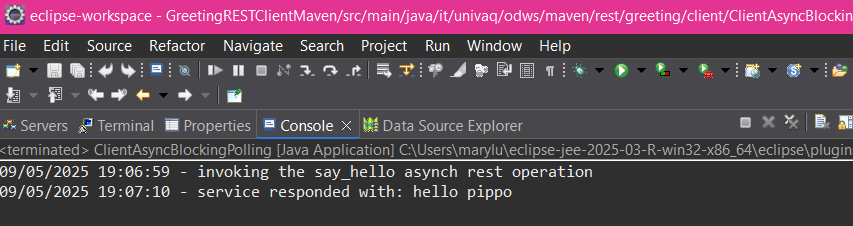 eclipse-workspace - GreetingRESTClientMaven/src/main/java/it/univaq/odws/maven/rest/greeting/client/ClientAsyncBlockin
File Edit Source Refactor Navigate Search Project Run Window Help
Servers Terminal Properties Console Data Source Explorer
<terminated> ClientAsyncBlockingPolling [Java Application] C:\Users\marylu\eclipse-jee-2025-03-R-win32-x86_64\eclipse\plugin
09/05/2025 19:06:59 - invoking the say_hello asynch rest operation
09/05/2025 19:07:10 - service responded with: hello pippo